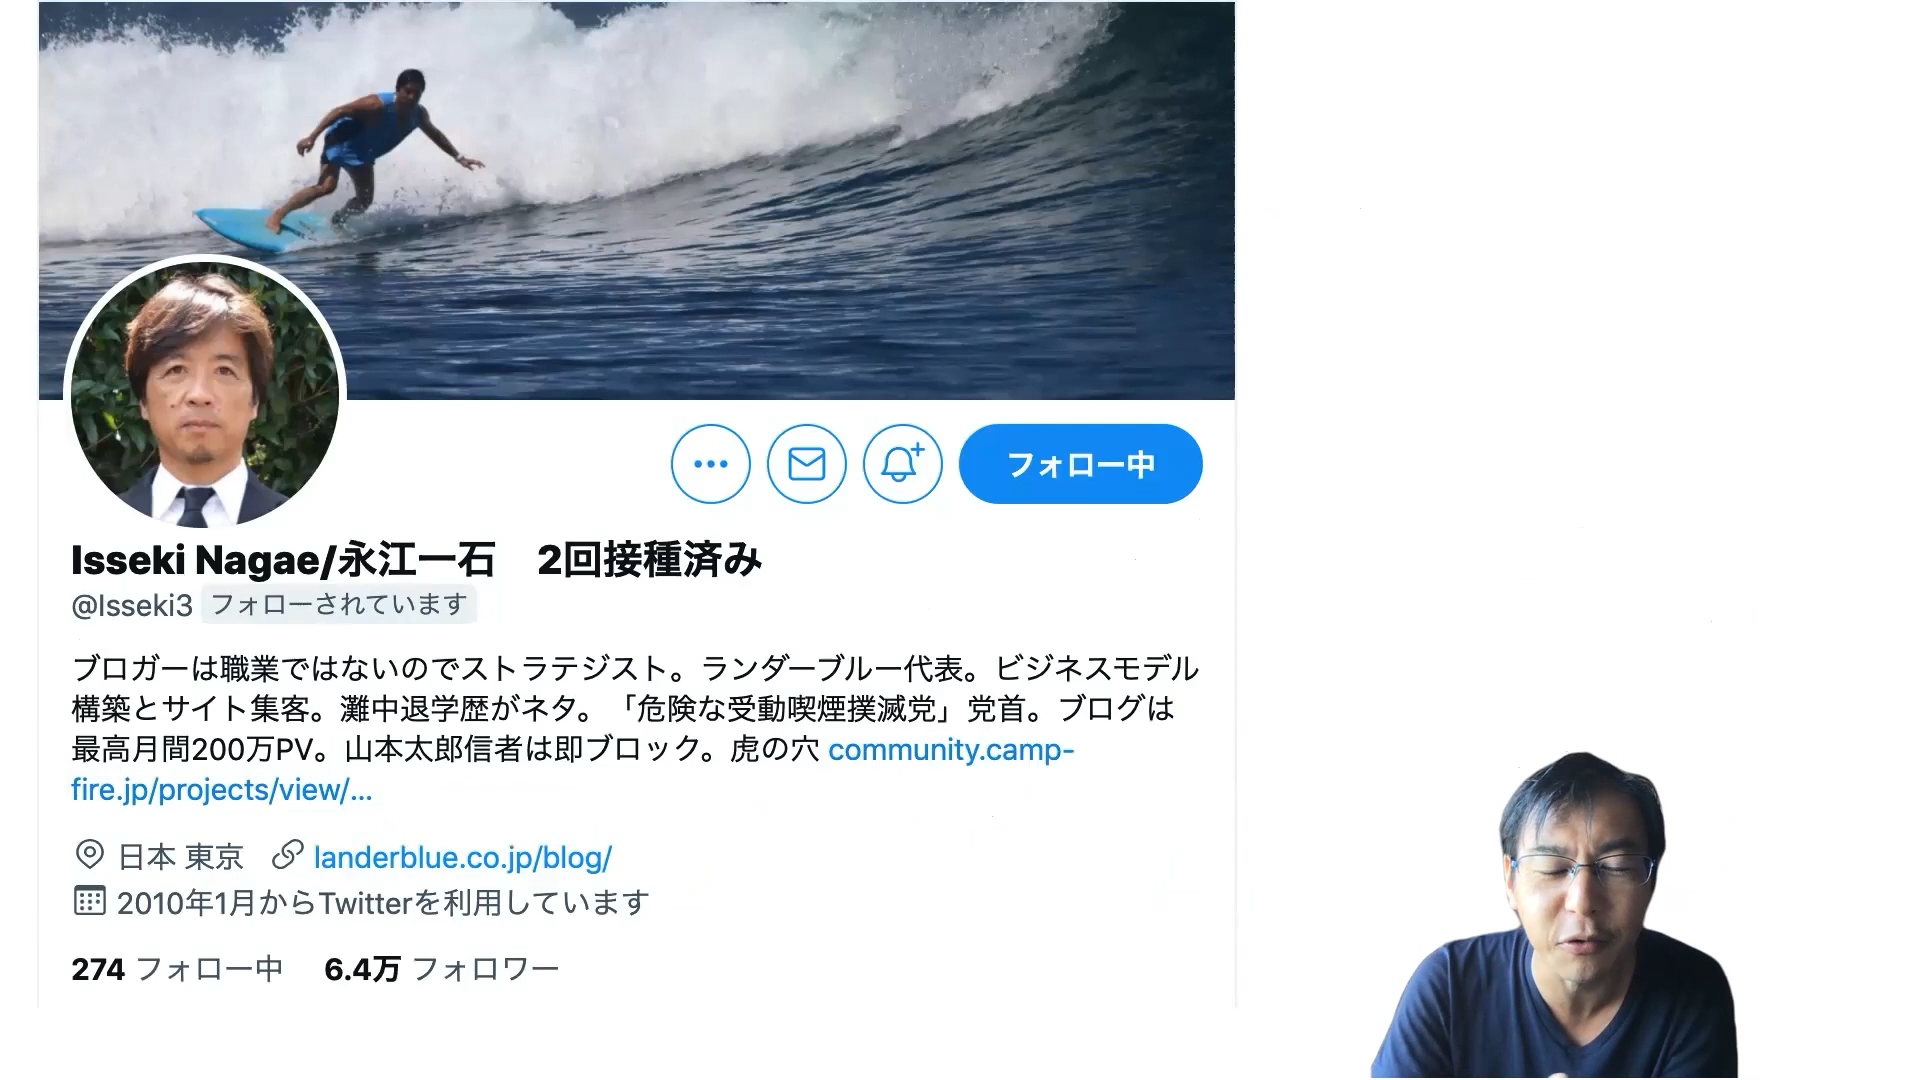 フォロー中
Isseki Nagae/永江一石　2回接種済み
@Isseki3 フォローされています
ブロガーは職業ではないのでストラテジスト。ランダーブルー代表。ビジネスモデル
構築とサイト集客。灘中退学歴がネタ。「危険な受動喫煙撲滅党」党首。ブログは
最高月間200万PV。山本太郎信者は即ブロック。虎の穴 community.camp-
fire.jp/projects/view/...
日本 東京 landerblue.co.jp/blog/
2010年1月からTwitterを利用しています
274 フォロー中 6.4万 フォロワー